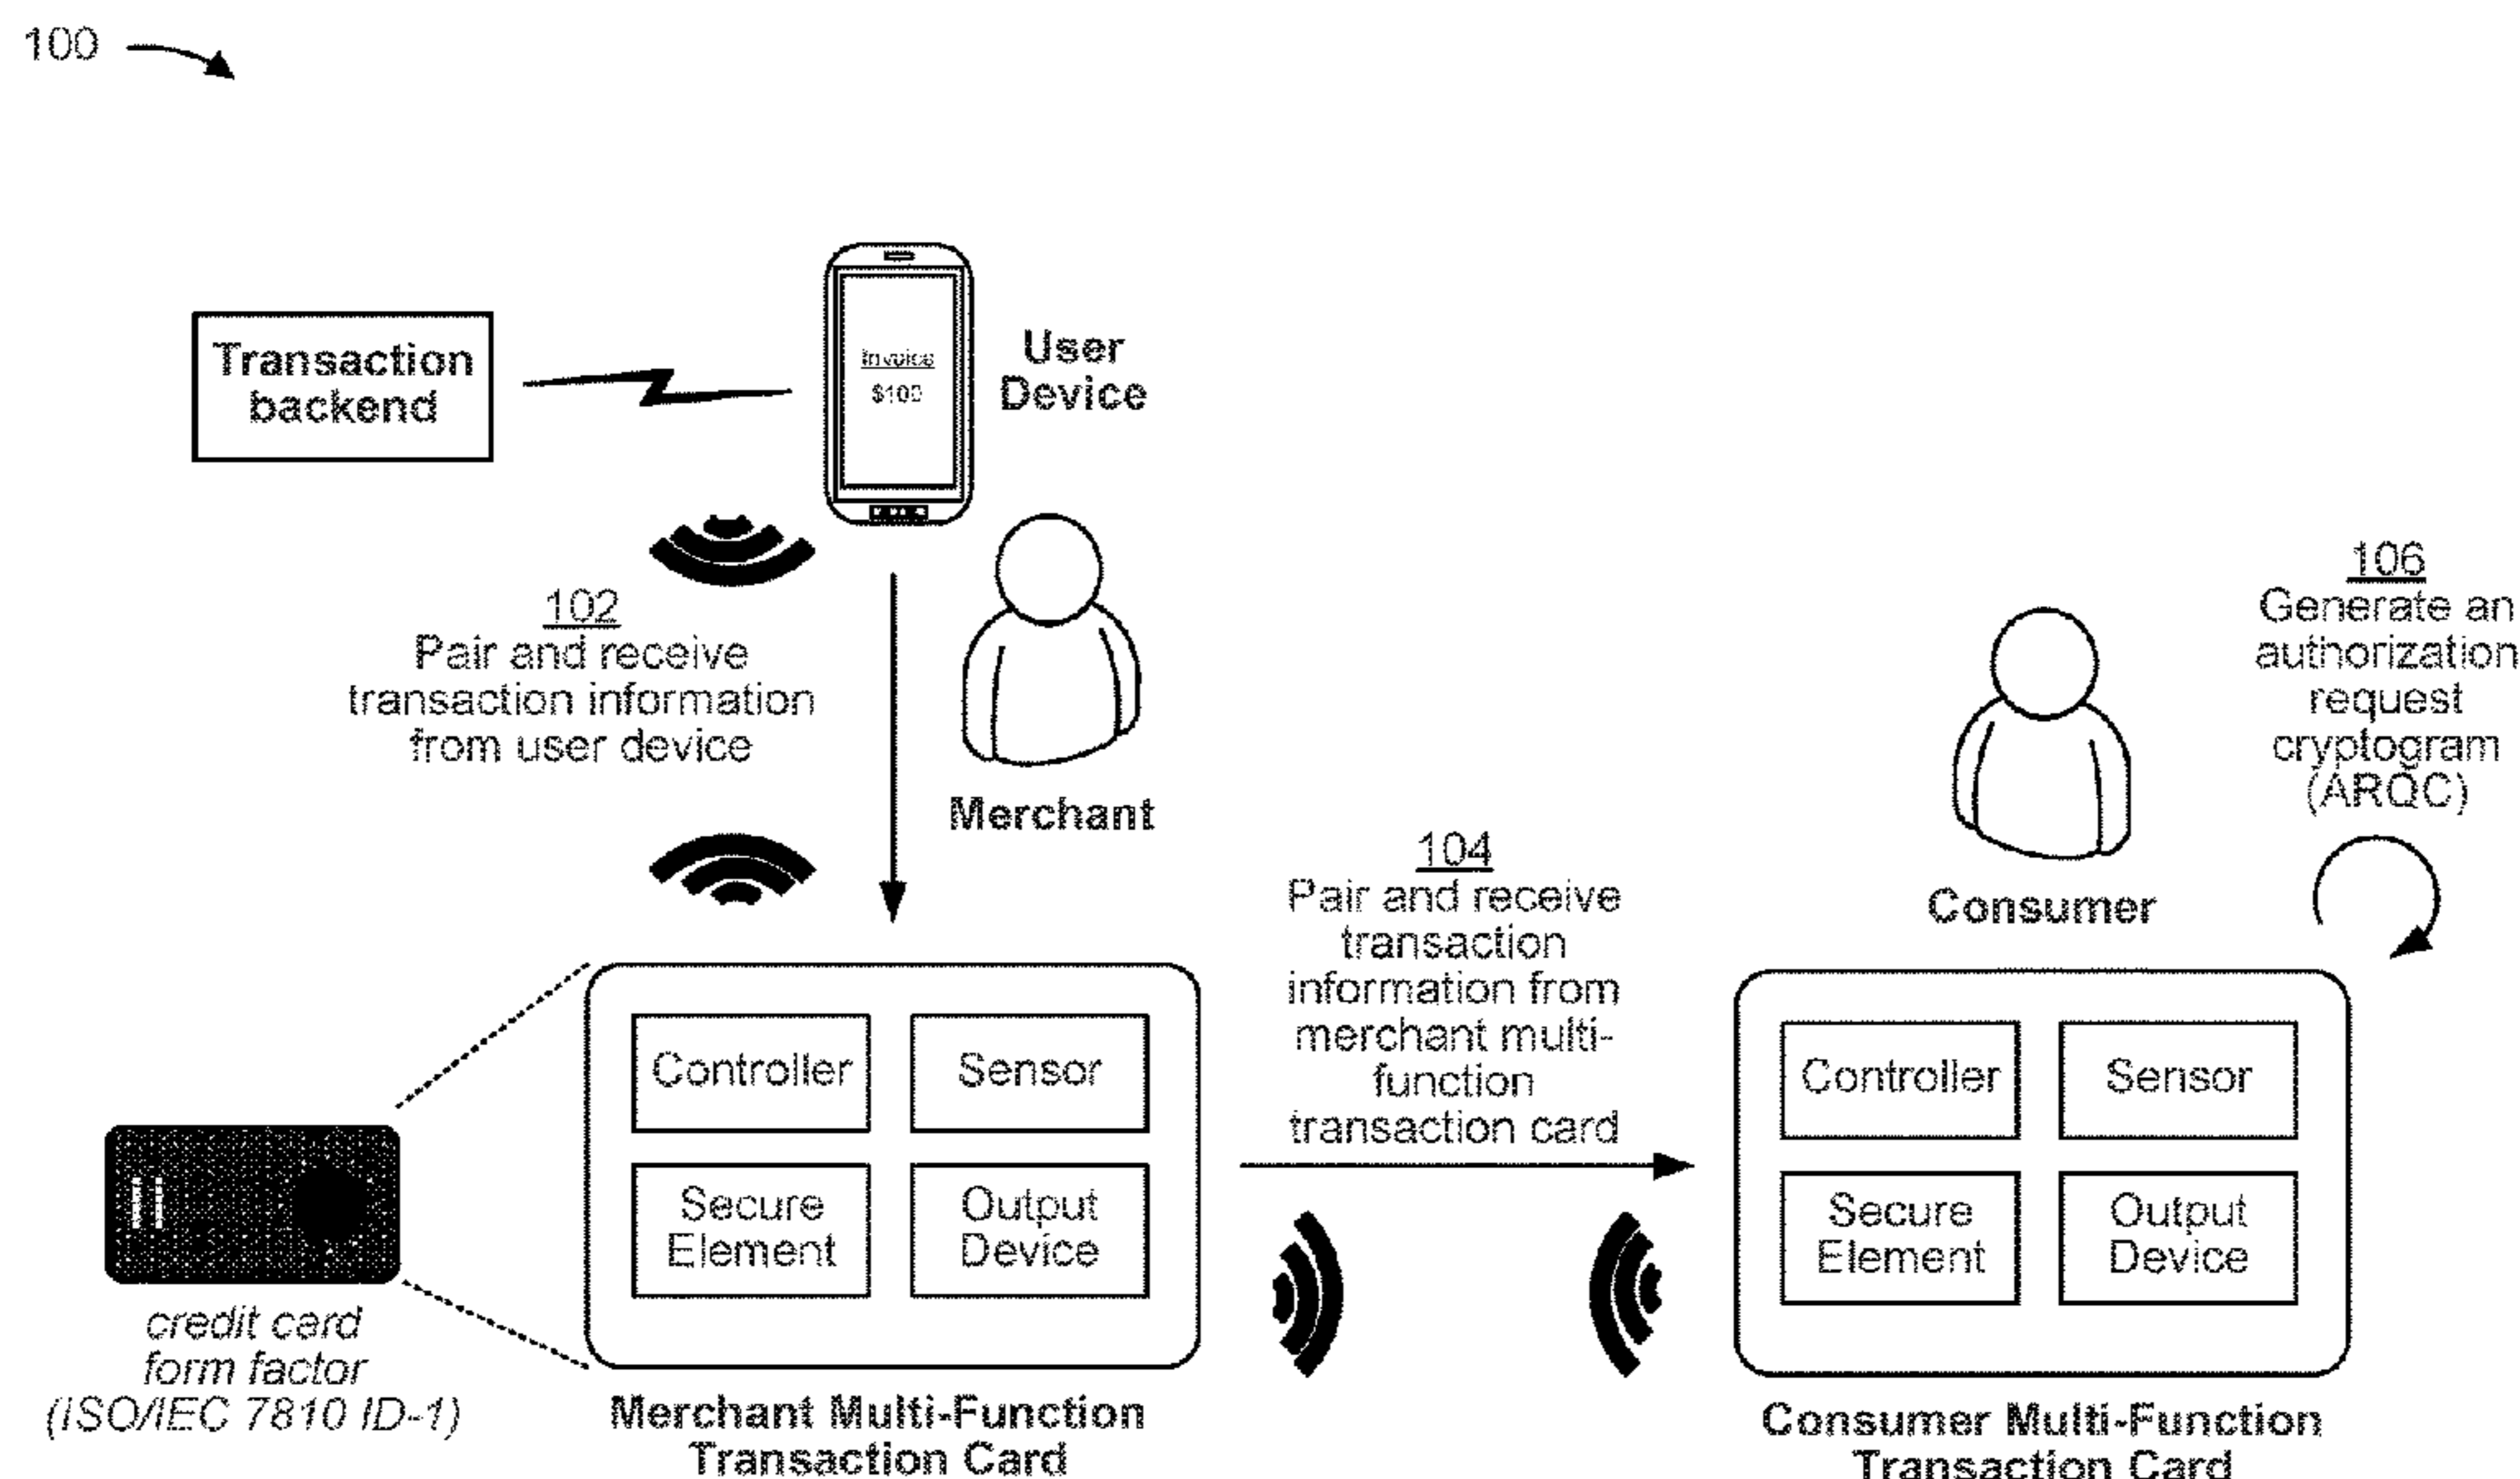 100
Transaction
backend
Invoice
$100
User
Device
102
Pair and receive
transaction information
from user device
Merchant
104
Pair and receive
transaction
information from
merchant multi-
function
transaction card
Consumer
106
Generate an
authorization
request
cryptogram
(ARQC)
credit card
form factor
(ISO/IEC 7810 ID-1)
Controller
Sensor
Secure
Element
Output
Device
Merchant Multi-Function
Transaction Card
Controller
Sensor
Secure
Element
Output
Device
Consumer Multi-Function
Transaction Card